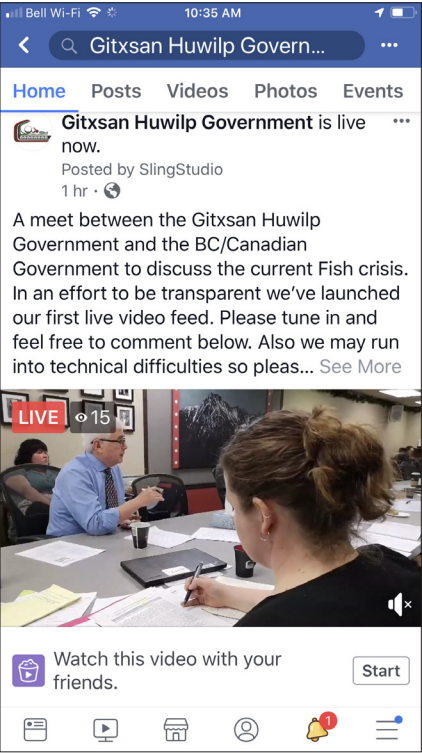 Bell Wi-Fi
10:35 AM
Gitxsan Huwilp Govern...
Home Posts Videos Photos Events
Gitxsan Huwilp Government is live
now.
Posted by SlingStudio
1 hr ·
A meet between the Gitxsan Huwilp
Government and the BC/Canadian
Government to discuss the current Fish crisis.
In an effort to be transparent we've launched
our first live video feed. Please tune in and
feel free to comment below. Also we may run
into technical difficulties so pleas... See More
LIVE 15
Watch this video with your
friends.
Start
1